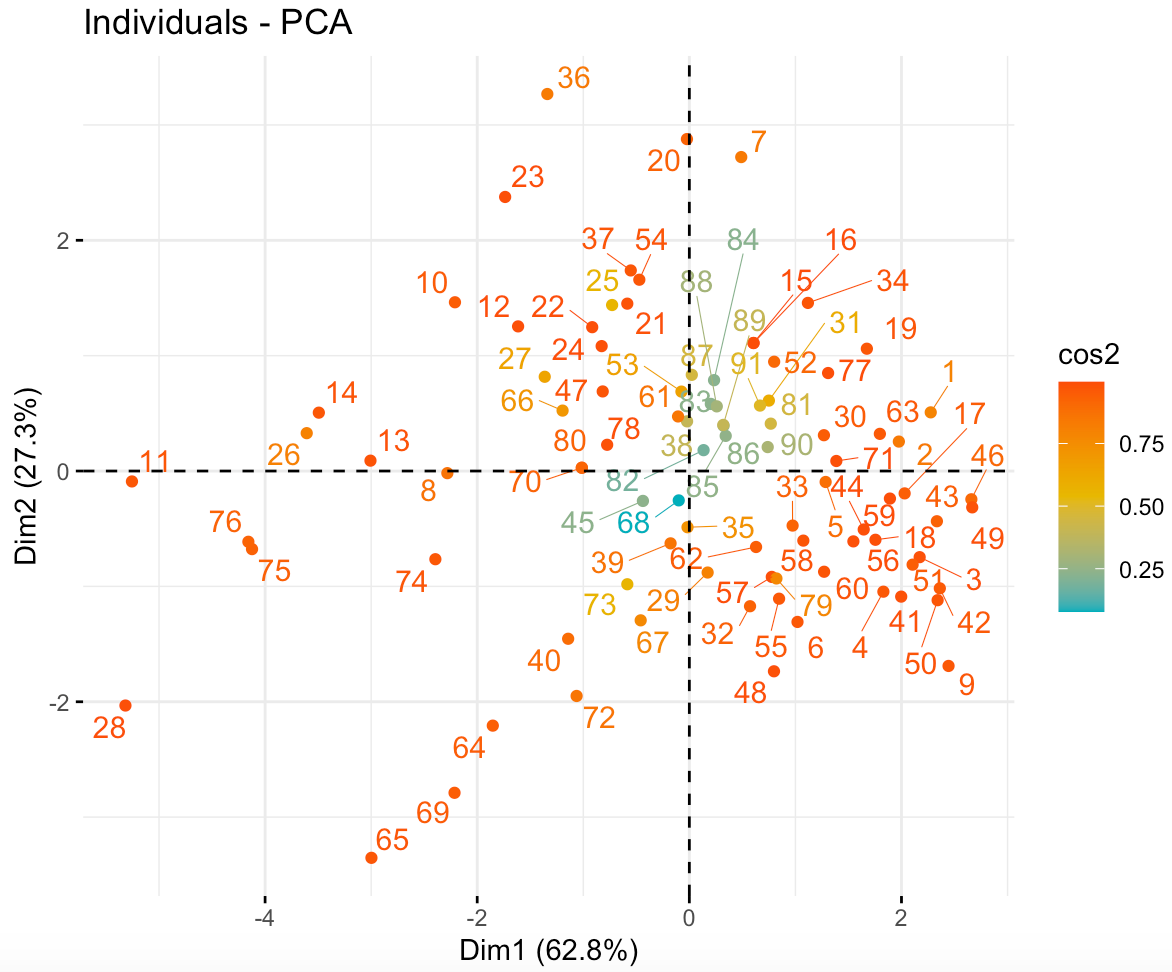 Individuals - PCA
36
20
7
23
37 54 84 16
10 25 88 15 34
12 22 21 89 31 19
27 24 53 87 91 52 77
14 66 47 61 83 81 30 63 1 17
26 13 80 78 38 86 90 71 2 46
11 8 70 82 85 33 44 43
76 45 68 35 5 59 18 49
75 74 39 62 58 56 51 3
73 29 57 79 60 41 42
40 67 32 55 6 4 50 9
28 72 48
64
69
65
2
0
-2
Dim2 (27.3%)
-4 -2 0 2
Dim1 (62.8%)
cos2
0.75
0.50
0.25